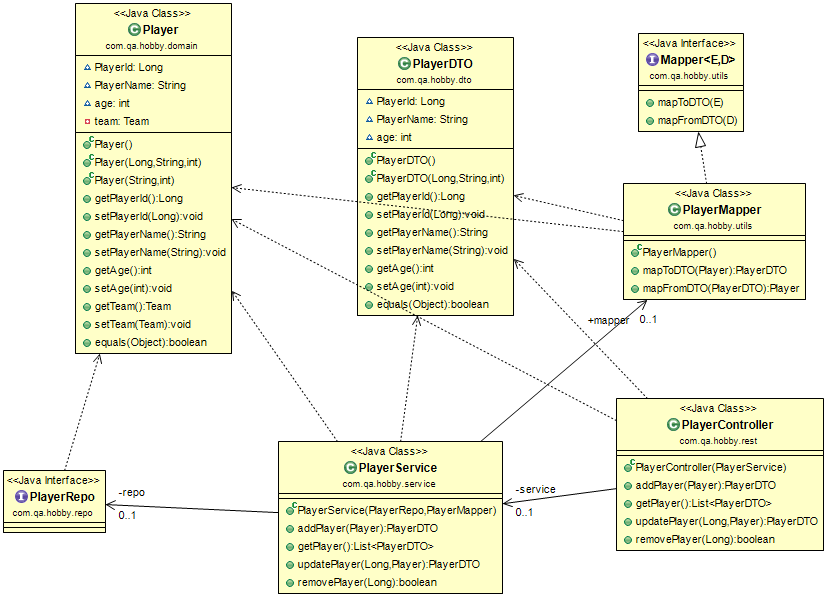 <<Java Class>>
Player
com.qa.hobby.domain
PlayerId: Long
PlayerName: String
age: int
team: Team
Player()
Player(Long,String,int)
Player(String,int)
getPlayerId():Long
setPlayerId(Long):void
getPlayerName():String
setPlayerName(String):void
getAge():int
setAge(int):void
getTeam():Team
setTeam(Team):void
equals(Object):boolean
<<Java Class>>
PlayerDTO
com.qa.hobby.dto
PlayerId: Long
PlayerName: String
age: int
PlayerDTO()
PlayerDTO(Long,String,int)
getPlayerId():Long
setPlayerId(Long):void
getPlayerName():String
setPlayerName(String):void
getAge():int
setAge(int):void
equals(Object):boolean
<<Java Interface>>
Mapper<E,D>
com.qa.hobby.utils
mapToDTO(E)
mapFromDTO(D)
<<Java Class>>
PlayerMapper
com.qa.hobby.utils
PlayerMapper()
mapToDTO(Player):PlayerDTO
mapFromDTO(PlayerDTO):Player
+mapper
0..1
<<Java Interface>>
PlayerRepo
com.qa.hobby.repo
-repo
0..1
<<Java Class>>
PlayerService
com.qa.hobby.service
PlayerService(PlayerRepo,PlayerMapper)
addPlayer(Player):PlayerDTO
getPlayer():List<PlayerDTO>
updatePlayer(Long,Player):PlayerDTO
removePlayer(Long):boolean
-service
0..1
<<Java Class>>
PlayerController
com.qa.hobby.rest
PlayerController(PlayerService)
addPlayer(Player):PlayerDTO
getPlayer():List<PlayerDTO>
updatePlayer(Long,Player):PlayerDTO
removePlayer(Long):boolean